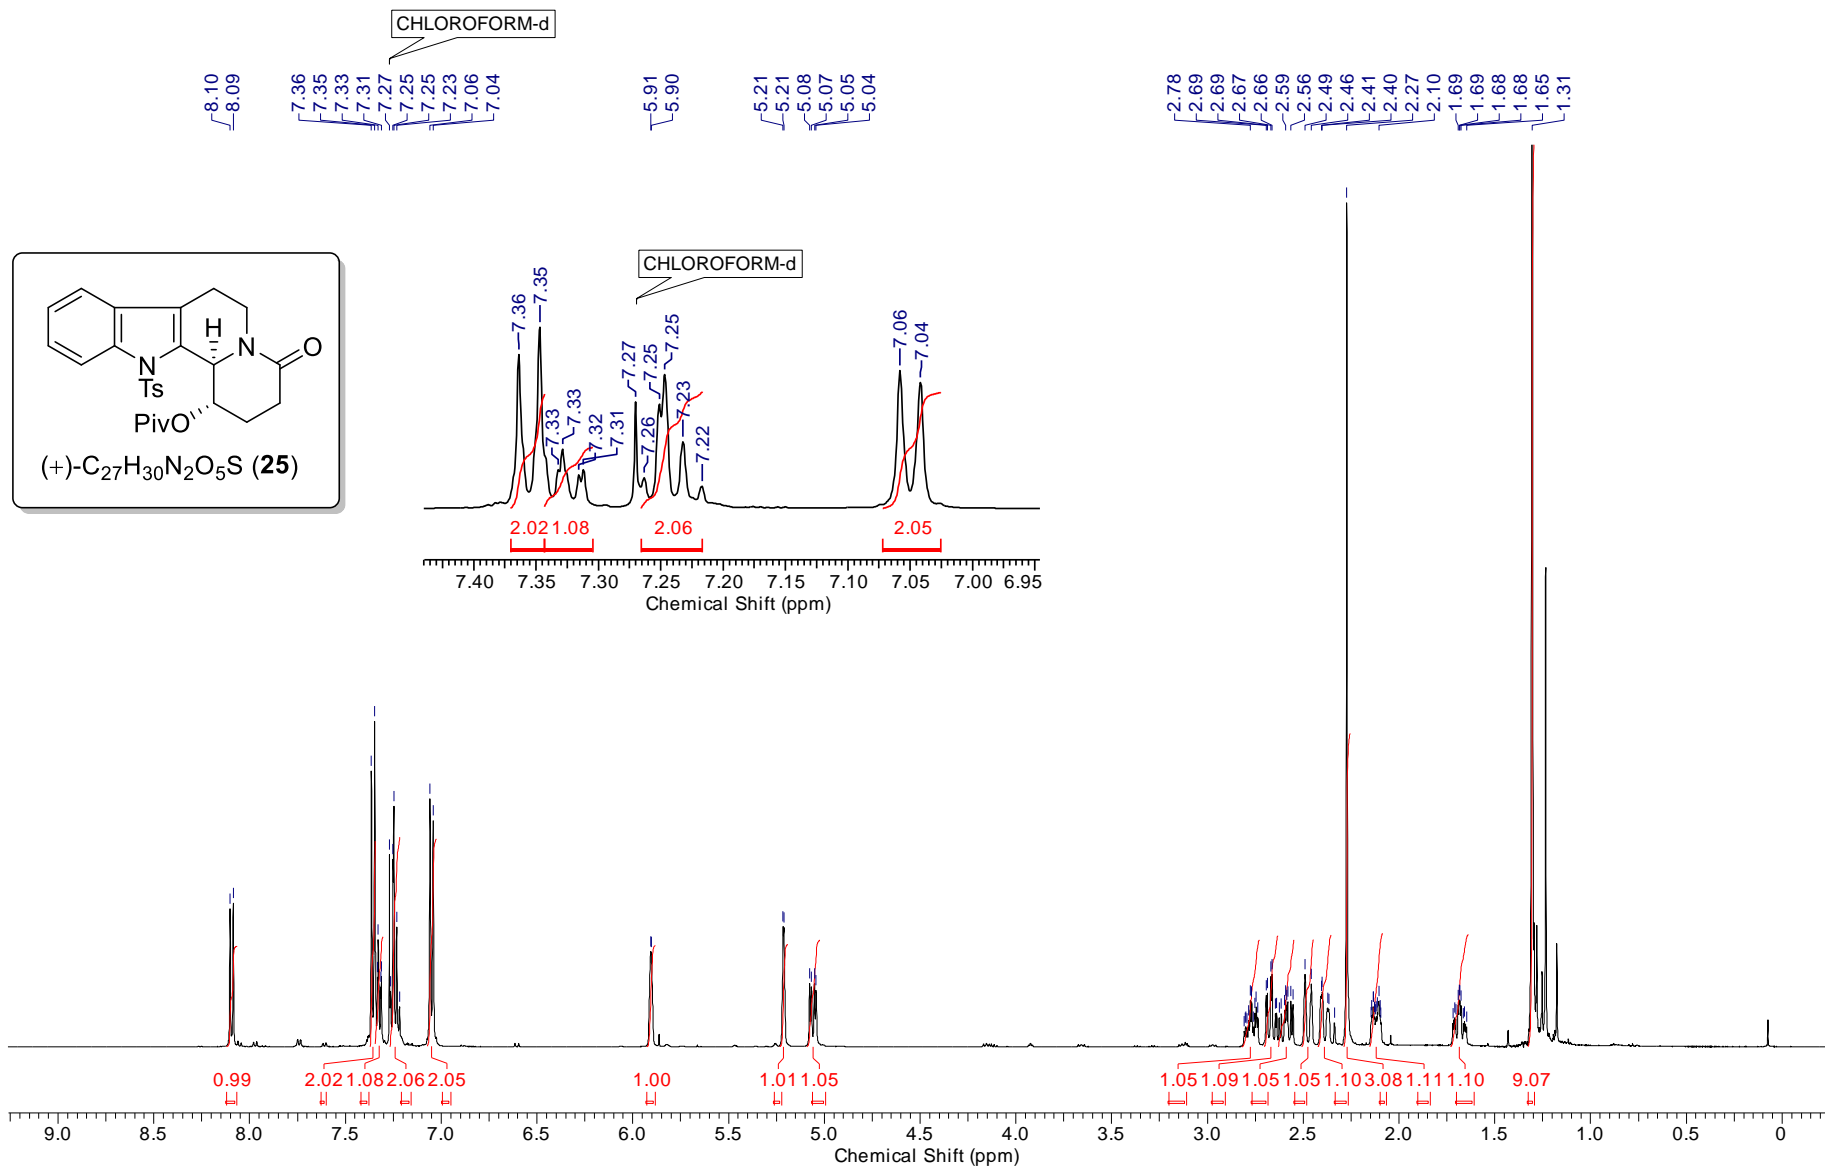 CHLOROFORM-d
8.10 8.09 7.36 7.35 7.33 7.31 7.27 7.25 7.25 7.23 7.06 7.04 5.91 5.90 5.21 5.21 5.08 5.07 5.05 5.04 2.78 2.69 2.69 2.67 2.66 2.59 2.56 2.49 2.46 2.41 2.40 2.27 2.10 1.69 1.69 1.68 1.68 1.65 1.31
CHLOROFORM-d
7.36 7.35 7.33 7.33 7.32 7.31 7.27 7.26 7.25 7.25 7.23 7.22 7.06 7.04
H
N
O
N
Ts
PivO
(+)-C27H30N2O5S (25)
2.02 1.08 2.06 2.05
7.40 7.35 7.30 7.25 7.20 7.15 7.10 7.05 7.00 6.95
Chemical Shift (ppm)
0.99 2.02 1.08 2.06 2.05 1.00 1.01 1.05 1.05 1.09 1.05 1.05 1.10 3.08 1.11 1.10 9.07
9.0 8.5 8.0 7.5 7.0 6.5 6.0 5.5 5.0 4.5 4.0 3.5 3.0 2.5 2.0 1.5 1.0 0.5 0
Chemical Shift (ppm)